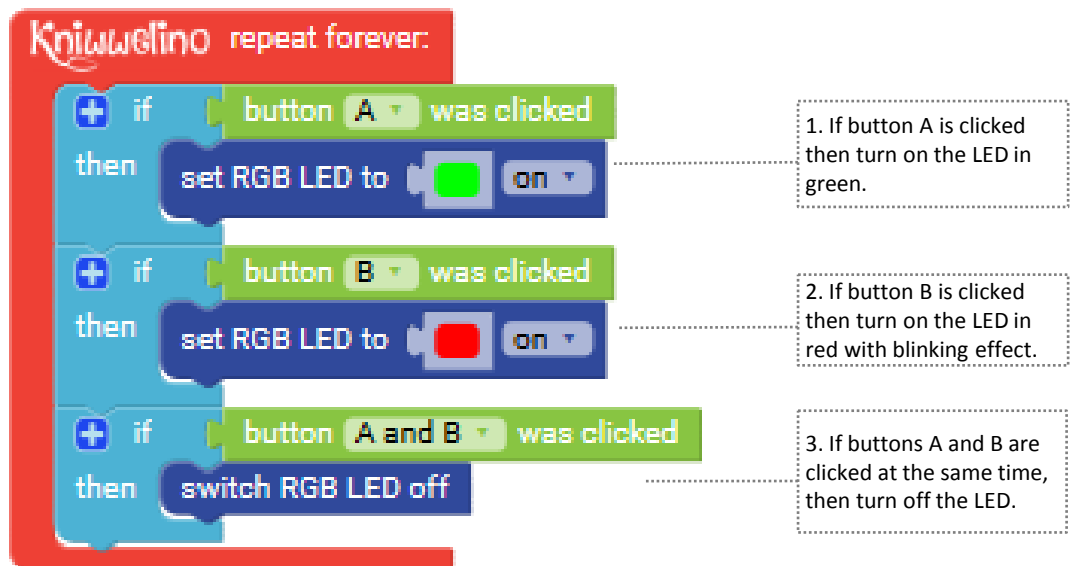 Kniwwelino repeat forever:
if button A was clicked
then set RGB LED to on
1. If button A is clicked
then turn on the LED in
green.
if button B was clicked
then set RGB LED to on
2. If button B is clicked
then turn on the LED in
red with blinking effect.
if button A and B was clicked
then switch RGB LED off
3. If buttons A and B are
clicked at the same time,
then turn off the LED.